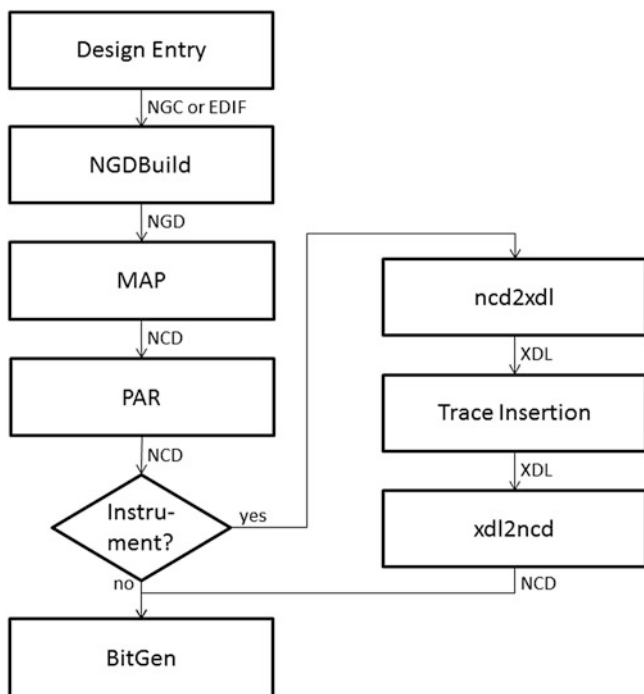 Design Entry
NGC or EDIF
NGDBuild
NGD
MAP
NCD
PAR
NCD
Instru-
ment?
yes
no
BitGen
ncd2xdl
XDL
Trace Insertion
XDL
xdl2ncd
NCD